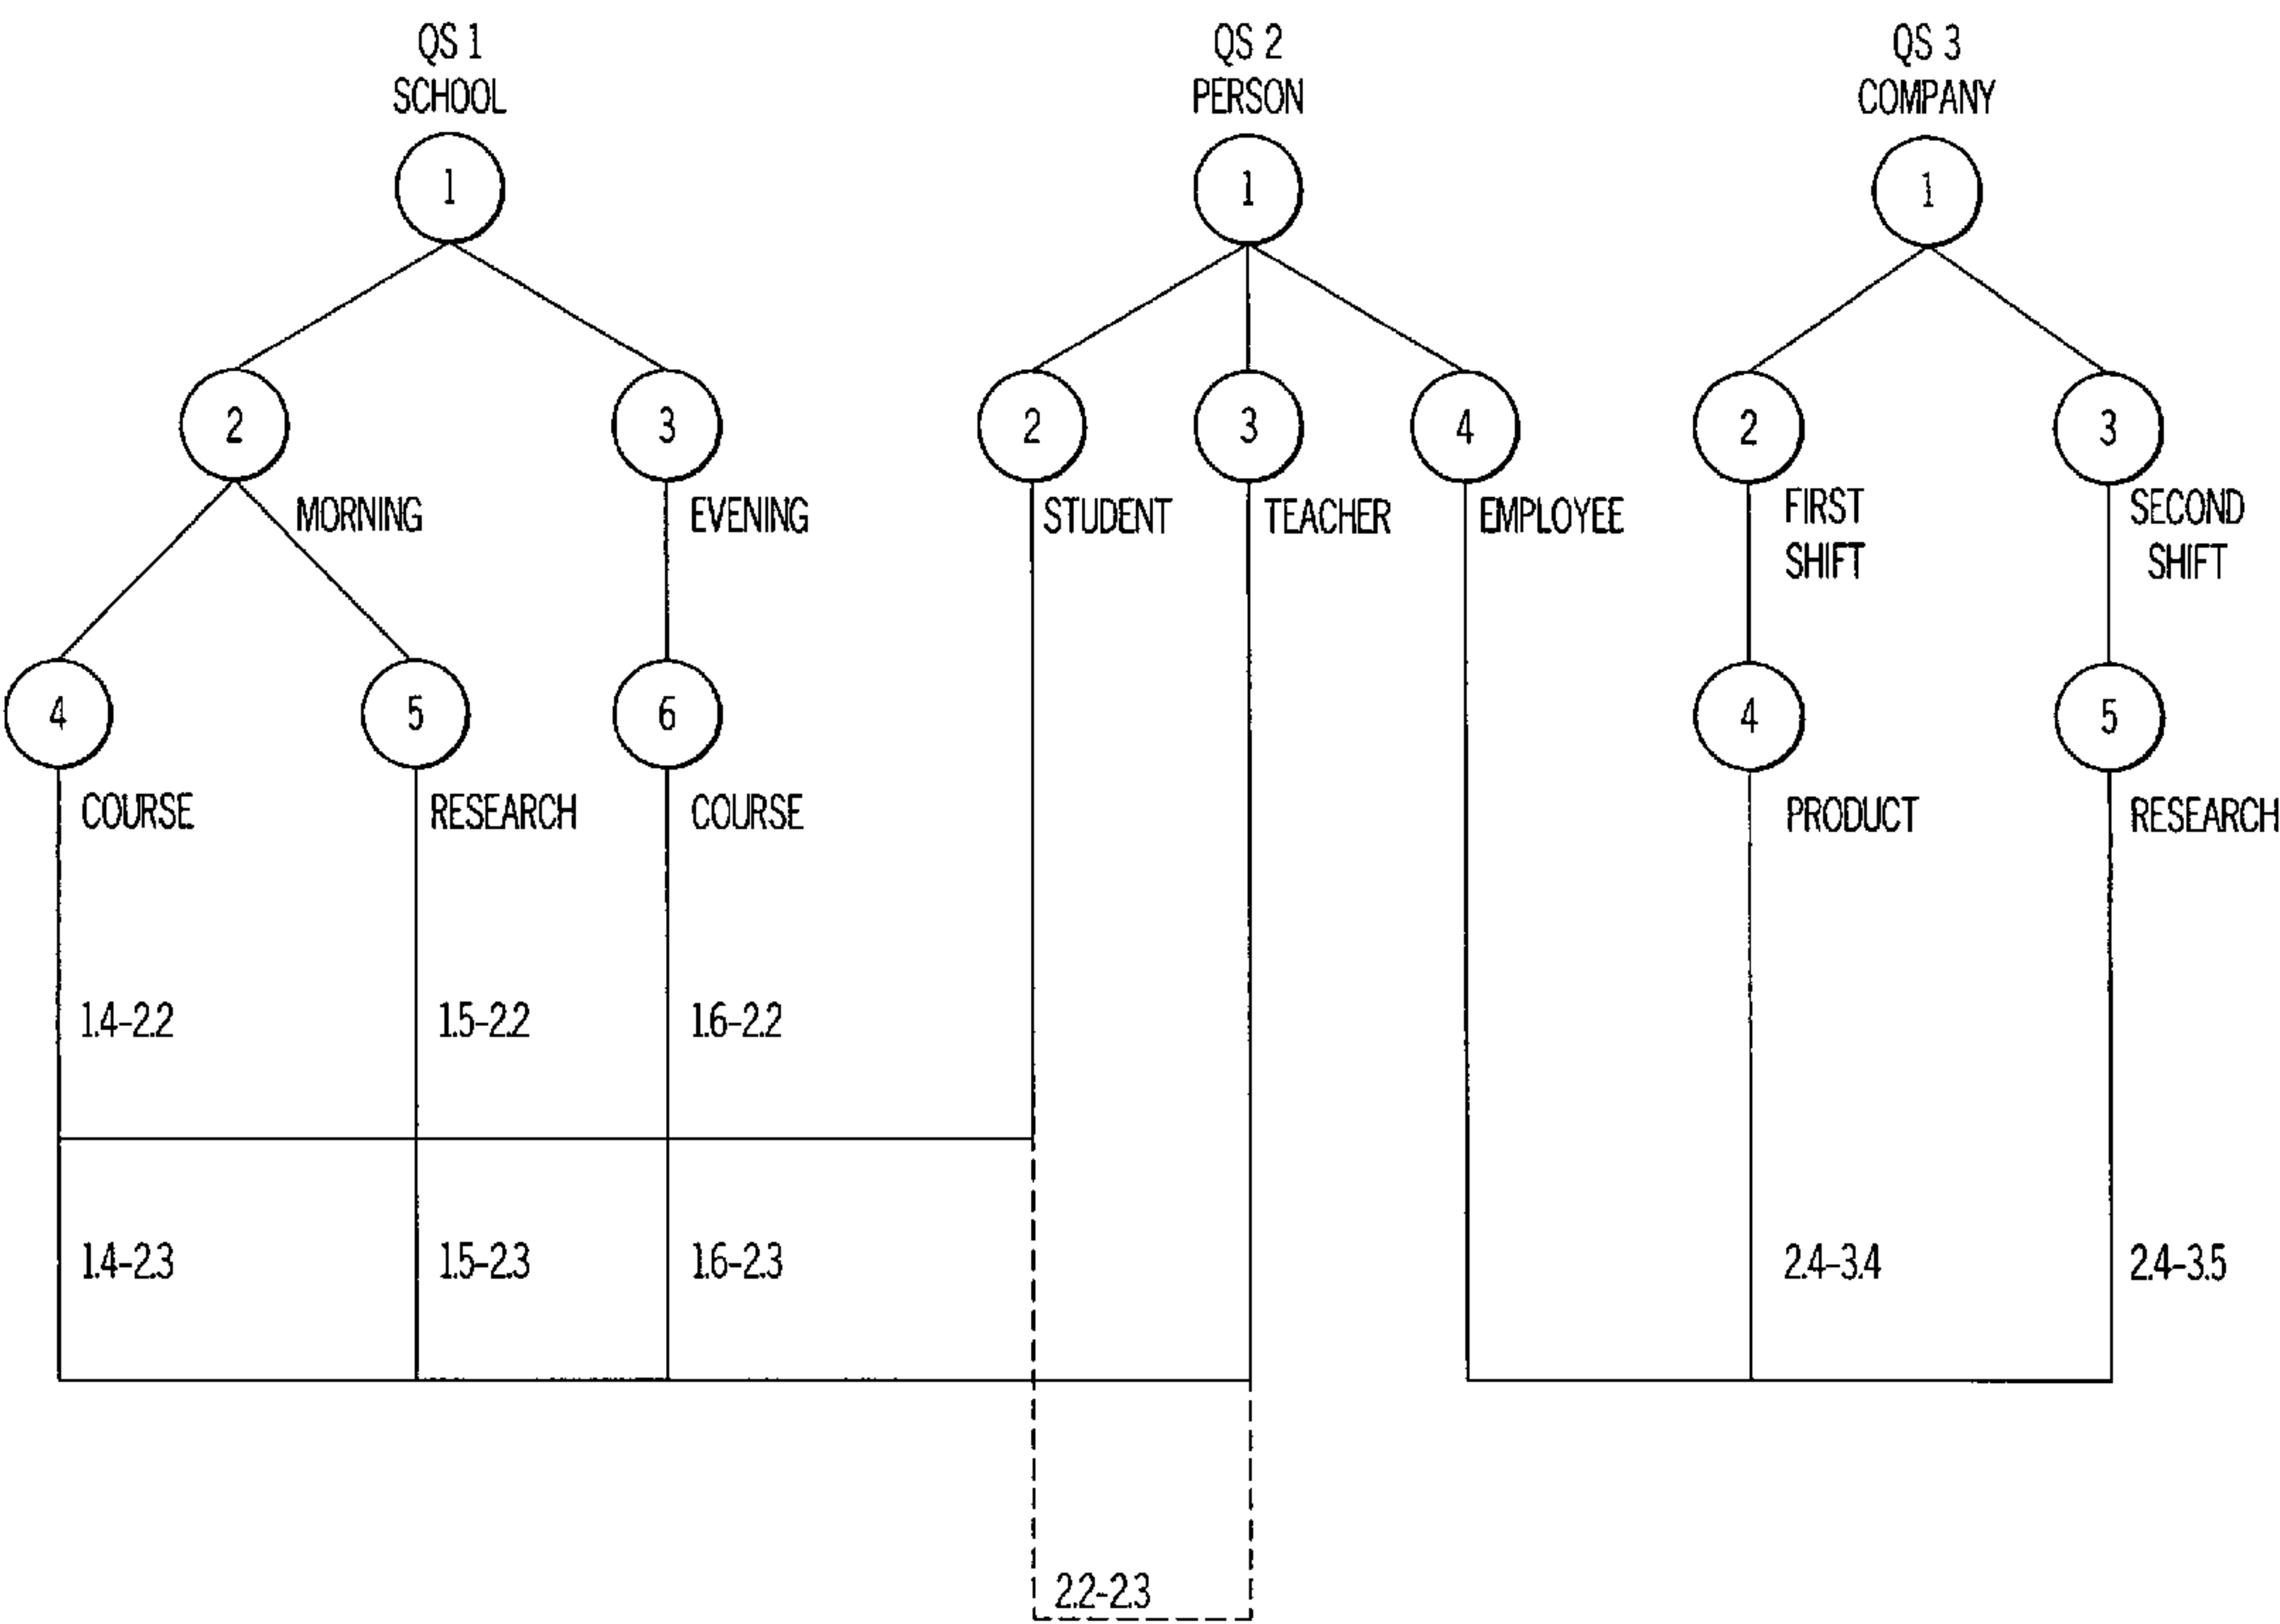 QS 1
SCHOOL
QS 2
PERSON
QS 3
COMPANY
1
1
1
2
3
2
3
4
2
3
MORNING
EVENING
STUDENT
TEACHER
EMPLOYEE
FIRST
SHIFT
SECOND
SHIFT
4
5
6
4
5
COURSE
RESEARCH
COURSE
PRODUCT
RESEARCH
1.4-2.2
1.5-2.2
1.6-2.2
1.4-2.3
1.5-2.3
1.6-2.3
2.4-3.4
2.4-3.5
2.2-2.3